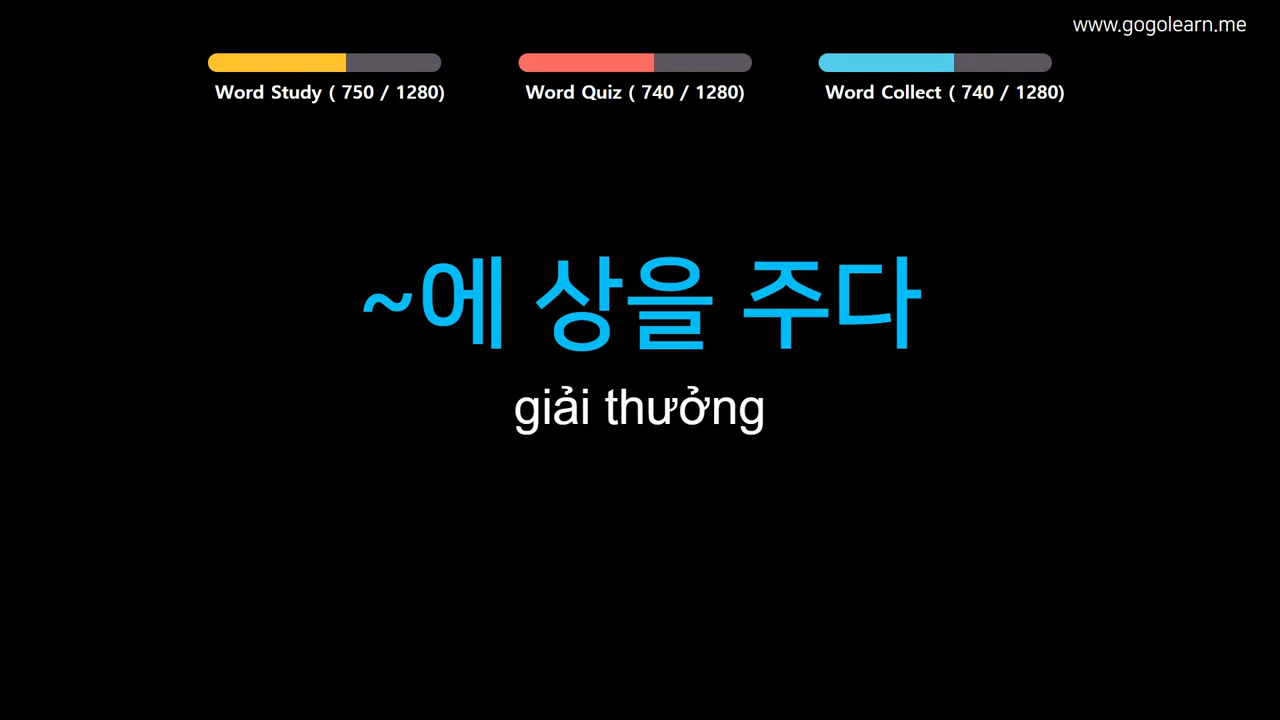 www.gogolearn.me
Word Study ( 750 / 1280)
Word Quiz ( 740 / 1280)
Word Collect ( 740 / 1280)
~에 상을 주다
giải thưởng